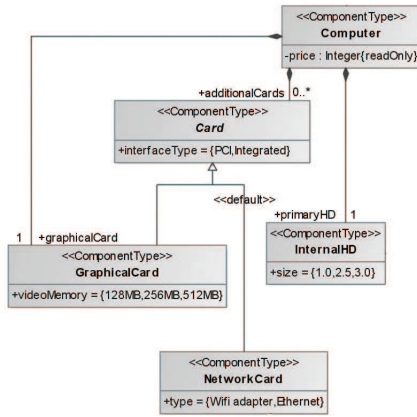 <<ComponentType>>
Computer
-price : Integer{readOnly}
+additionalCards
0..*
<<ComponentType>>
Card
+interfaceType = {PCI,Integrated}
<<default>>
+primaryHD
1
1
+graphicalCard
<<ComponentType>>
GraphicalCard
+videoMemory = {128MB,256MB,512MB}
<<ComponentType>>
InternalHD
+size = {1.0,2.5,3.0}
<<ComponentType>>
NetworkCard
+type = {Wifi adapter,Ethernet}